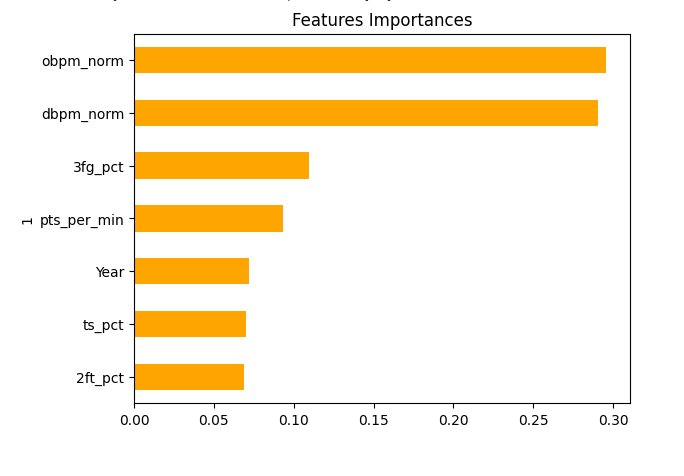 Features Importances
obpm_norm
dbpm_norm
3fg_pct
pts_per_min
Year
ts_pct
2ft_pct
1
0.00 0.05 0.10 0.15 0.20 0.25 0.30